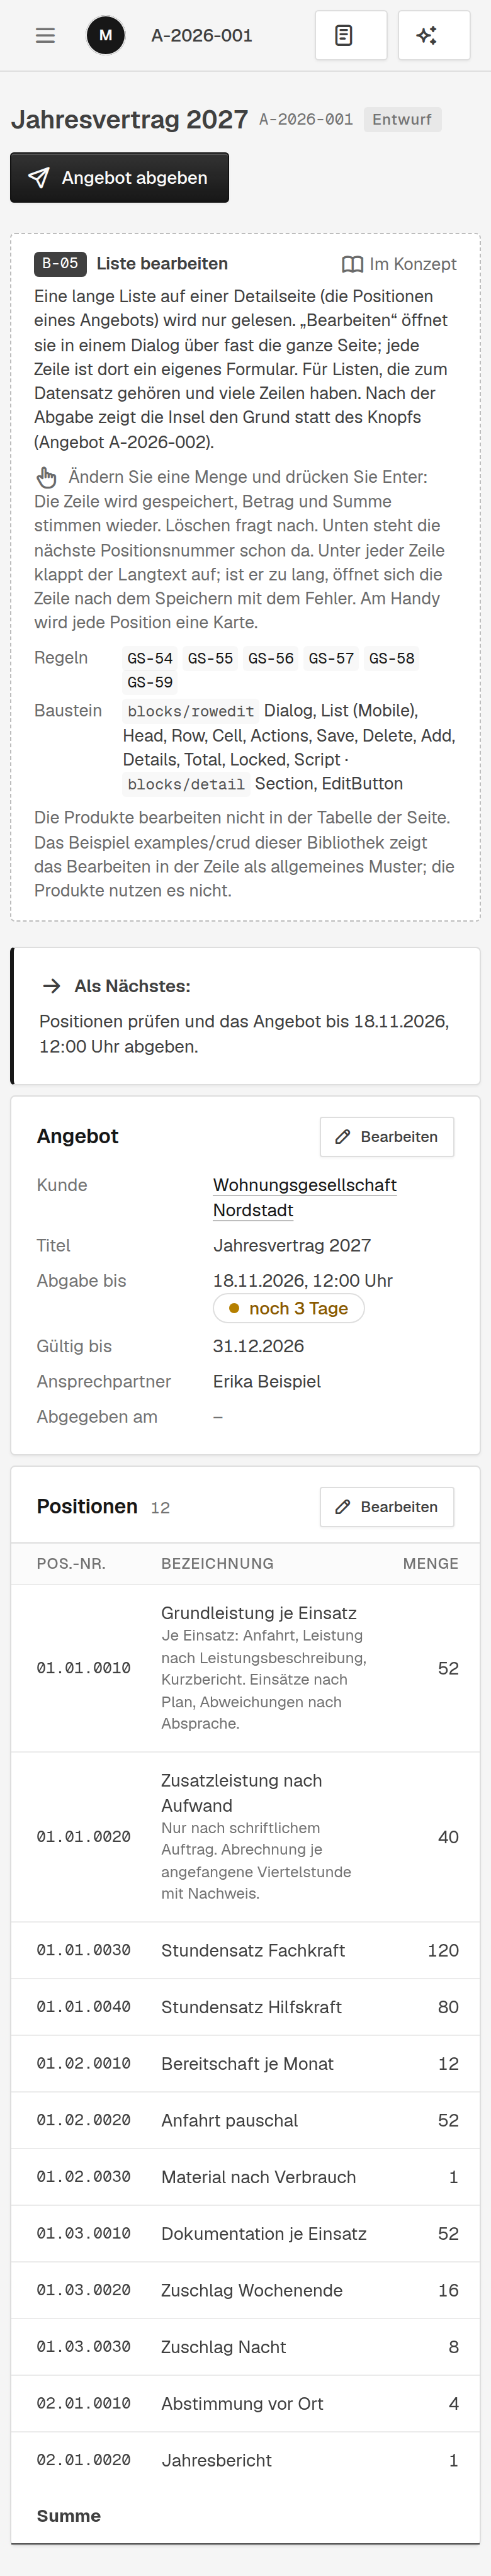 M A-2026-001
Jahresvertrag 2027 A-2026-001 Entwurf
Angebot abgeben
B-05 Liste bearbeiten Im Konzept
Eine lange Liste auf einer Detailseite (die Positionen
eines Angebots) wird nur gelesen. „Bearbeiten“ öffnet
sie in einem Dialog über fast die ganze Seite; jede
Zeile ist dort ein eigenes Formular. Für Listen, die zum
Datensatz gehören und viele Zeilen haben. Nach der
Abgabe zeigt die Insel den Grund statt des Knopfs
(Angebot A-2026-002).
Ändern Sie eine Menge und drücken Sie Enter:
Die Zeile wird gespeichert, Betrag und Summe
stimmen wieder. Löschen fragt nach. Unten steht die
nächste Positionsnummer schon da. Unter jeder Zeile
klappt der Langtext auf; ist er zu lang, öffnet sich die
Zeile nach dem Speichern mit dem Fehler. Am Handy
wird jede Position eine Karte.
Regeln GS-54 GS-55 GS-56 GS-57 GS-58
GS-59
Baustein blocks/rowedit Dialog, List (Mobile),
Head, Row, Cell, Actions, Save, Delete, Add,
Details, Total, Locked, Script ·
blocks/detail Section, EditButton
Die Produkte bearbeiten nicht in der Tabelle der Seite.
Das Beispiel examples/crud dieser Bibliothek zeigt
das Bearbeiten in der Zeile als allgemeines Muster; die
Produkte nutzen es nicht.
Als Nächstes:
Positionen prüfen und das Angebot bis 18.11.2026,
12:00 Uhr abgeben.
Angebot Bearbeiten
Kunde Wohnungsgesellschaft
Nordstadt
Titel Jahresvertrag 2027
Abgabe bis 18.11.2026, 12:00 Uhr
noch 3 Tage
Gültig bis 31.12.2026
Ansprechpartner Erika Beispiel
Abgegeben am –
Positionen 12 Bearbeiten
POS.-NR. BEZEICHNUNG MENGE
Grundleistung je Einsatz
Je Einsatz: Anfahrt, Leistung
nach Leistungsbeschreibung,
01.01.0010 Kurzbericht. Einsätze nach 52
Plan, Abweichungen nach
Absprache.
Zusatzleistung nach
Aufwand
01.01.0020 Nur nach schriftlichem 40
Auftrag. Abrechnung je
angefangene Viertelstunde
mit Nachweis.
01.01.0030 Stundensatz Fachkraft 120
01.01.0040 Stundensatz Hilfskraft 80
01.02.0010 Bereitschaft je Monat 12
01.02.0020 Anfahrt pauschal 52
01.02.0030 Material nach Verbrauch 1
01.03.0010 Dokumentation je Einsatz 52
01.03.0020 Zuschlag Wochenende 16
01.03.0030 Zuschlag Nacht 8
02.01.0010 Abstimmung vor Ort 4
02.01.0020 Jahresbericht 1
Summe